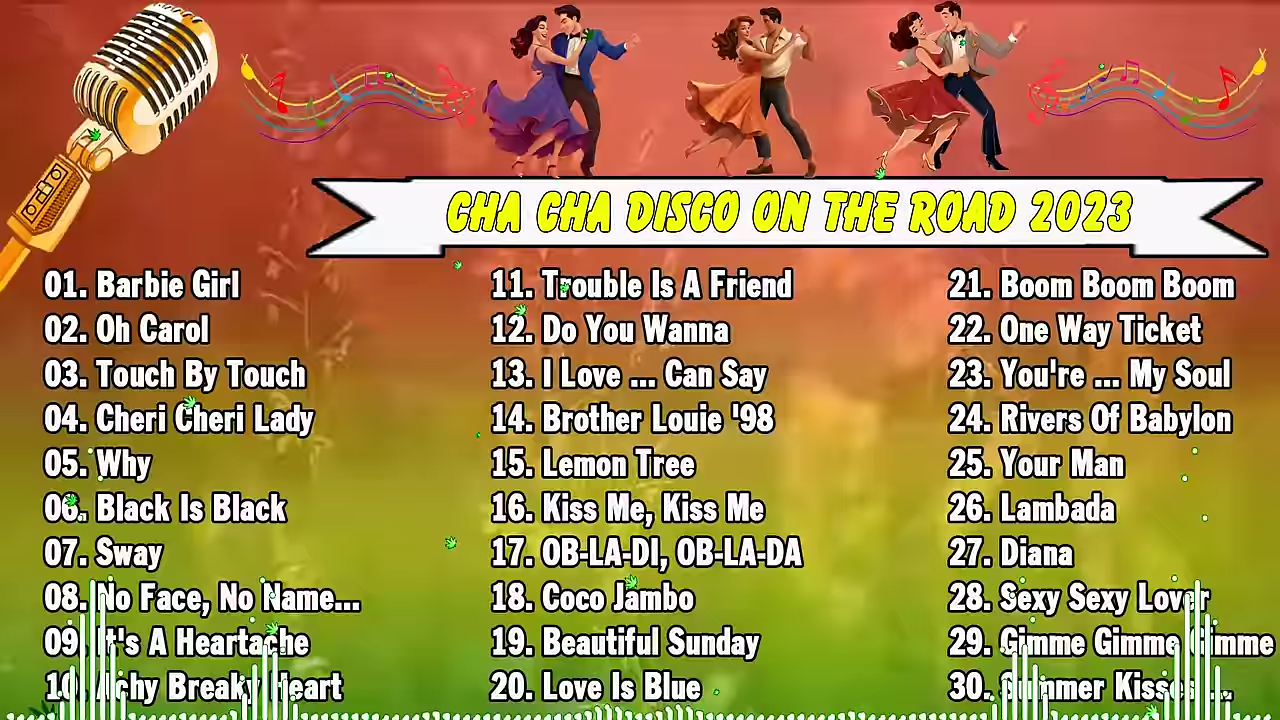 CHA CHA DISCO ON THE ROAD 2023
01. Barbie Girl
02. Oh Carol
03. Touch By Touch
04. Cheri Cheri Lady
05. Why
06. Black Is Black
07. Sway
08. No Face, No Name...
09. It's A Heartache
10. Achy Breaky Heart
11. Trouble Is A Friend
12. Do You Wanna
13. I Love ... Can Say
14. Brother Louie '98
15. Lemon Tree
16. Kiss Me, Kiss Me
17. OB-LA-DI, OB-LA-DA
18. Coco Jambo
19. Beautiful Sunday
20. Love Is Blue
21. Boom Boom Boom
22. One Way Ticket
23. You're ... My Soul
24. Rivers Of Babylon
25. Your Man
26. Lambada
27. Diana
28. Sexy Sexy Lover
29. Gimme Gimme Gimme
30. Summer Kisses ...